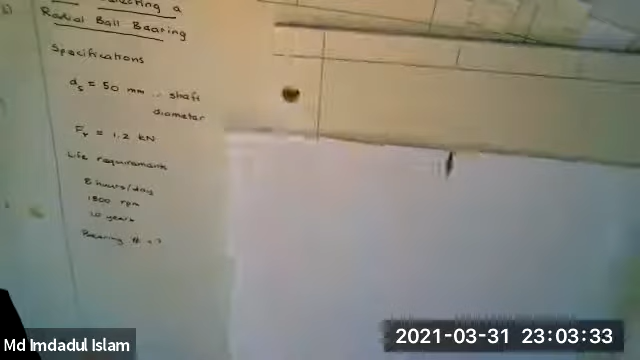 b) Selecting a
Radial Ball Bearing
Specifications
ds = 50 mm .. shaft
diameter
Fr = 1.2 kN
Life requirements
8 hours/day
1800 rpm
10 years
Bearing # = ?
Md Imdadul Islam
2021-03-31 23:03:33